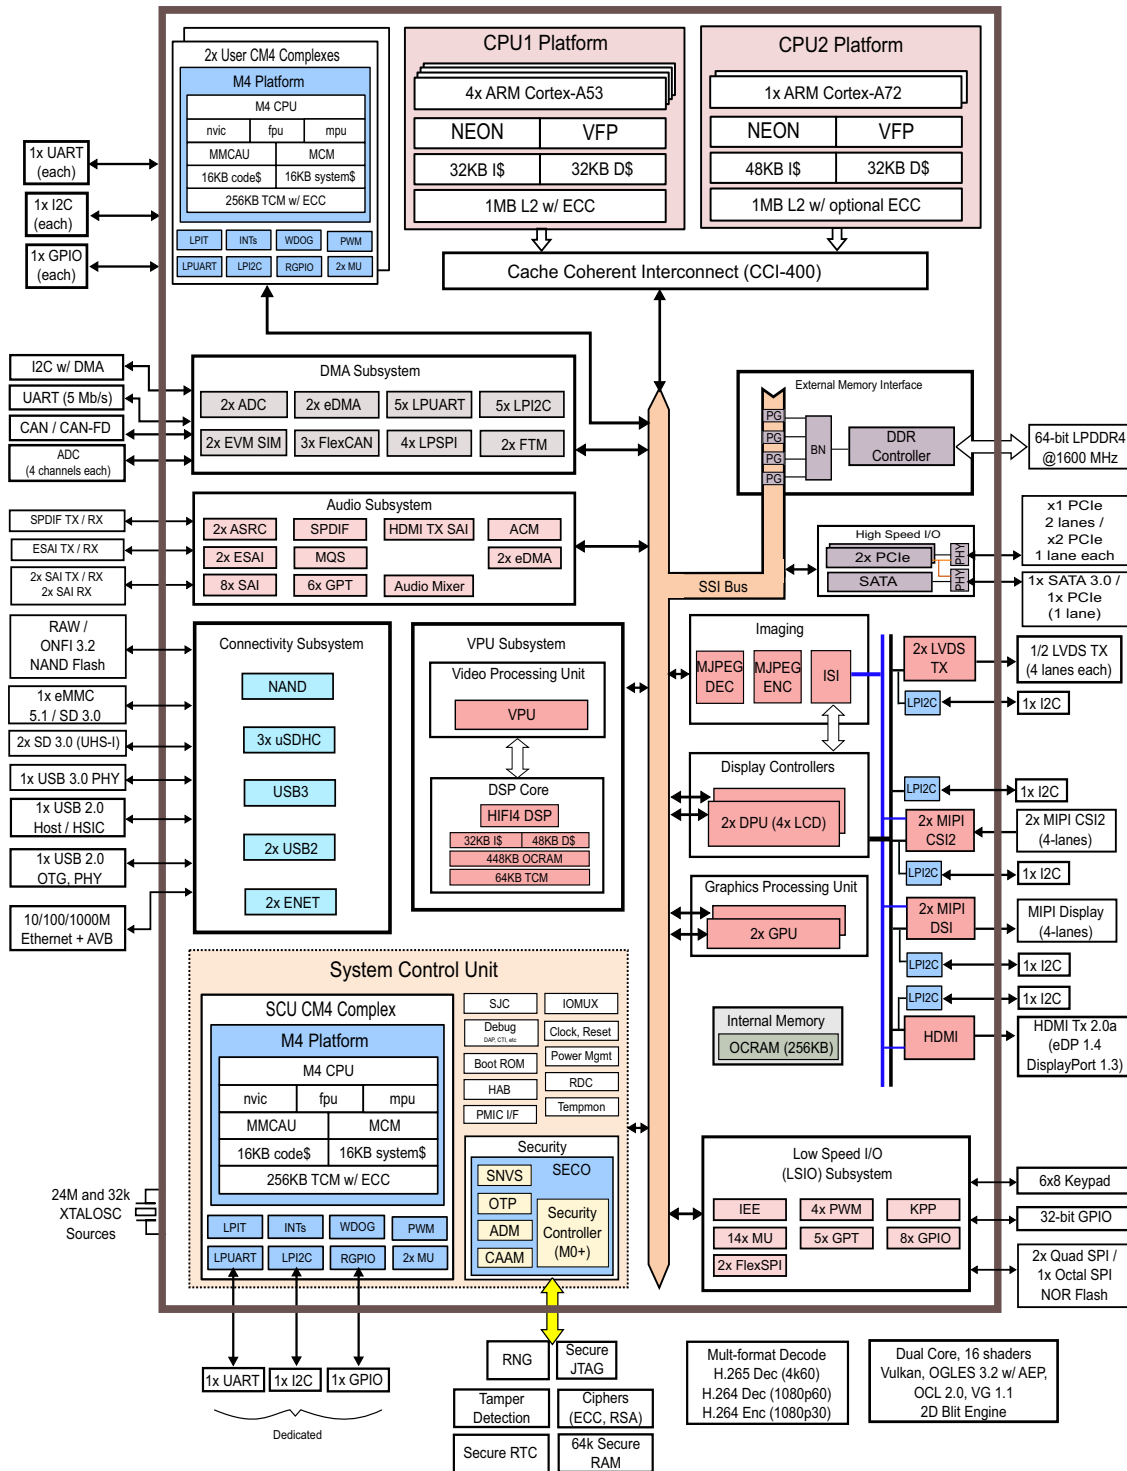 2x User CM4 Complexes
M4 Platform
M4 CPU
nvic
fpu
mpu
MMCAU
MCM
16KB code$
16KB system$
256KB TCM w/ ECC
LPIT
INTs
WDOG
PWM
LPUART
LPI2C
RGPIO
2x MU
CPU1 Platform
4x ARM Cortex-A53
NEON
VFP
32KB I$
32KB D$
1MB L2 w/ ECC
CPU2 Platform
1x ARM Cortex-A72
NEON
VFP
48KB I$
32KB D$
1MB L2 w/ optional ECC
Cache Coherent Interconnect (CCI-400)
1x UART
(each)
1x I2C
(each)
1x GPIO
(each)
I2C w/ DMA
UART (5 Mb/s)
CAN / CAN-FD
ADC
(4 channels each)
DMA Subsystem
2x ADC
2x eDMA
5x LPUART
5x LPI2C
2x EVM SIM
3x FlexCAN
4x LPSPI
2x FTM
External Memory Interface
PG
PG
PG
PG
BN
DDR
Controller
64-bit LPDDR4
@1600 MHz
SPDIF TX / RX
ESAI TX / RX
2x SAI TX / RX
2x SAI RX
Audio Subsystem
2x ASRC
SPDIF
HDMI TX SAI
ACM
2x ESAI
MQS
2x eDMA
8x SAI
6x GPT
Audio Mixer
High Speed I/O
2x PCIe
SATA
PHY
PHY
x1 PCIe
2 lanes /
x2 PCIe
1 lane each
1x SATA 3.0 /
1x PCIe
(1 lane)
SSI Bus
RAW /
ONFI 3.2
NAND Flash
1x eMMC
5.1 / SD 3.0
2x SD 3.0 (UHS-I)
1x USB 3.0 PHY
1x USB 2.0
Host / HSIC
1x USB 2.0
OTG, PHY
10/100/1000M
Ethernet + AVB
Connectivity Subsystem
NAND
3x uSDHC
USB3
2x USB2
2x ENET
VPU Subsystem
Video Processing Unit
VPU
DSP Core
HIFI4 DSP
32KB I$
48KB D$
448KB OCRAM
64KB TCM
Imaging
MJPEG
DEC
MJPEG
ENC
ISI
Display Controllers
2x DPU (4x LCD)
Graphics Processing Unit
2x GPU
Internal Memory
OCRAM (256KB)
2x LVDS
TX
LPI2C
LPI2C
2x MIPI
CSI2
LPI2C
2x MIPI
DSI
LPI2C
LPI2C
HDMI
1/2 LVDS TX
(4 lanes each)
1x I2C
1x I2C
2x MIPI CSI2
(4-lanes)
1x I2C
MIPI Display
(4-lanes)
1x I2C
1x I2C
HDMI Tx 2.0a
(eDP 1.4
DisplayPort 1.3)
System Control Unit
SCU CM4 Complex
M4 Platform
M4 CPU
nvic
fpu
mpu
MMCAU
MCM
16KB code$
16KB system$
256KB TCM w/ ECC
LPIT
INTs
WDOG
PWM
LPUART
LPI2C
RGPIO
2x MU
SJC
IOMUX
Debug
DAP, CTI, etc
Clock, Reset
Boot ROM
Power Mgmt
HAB
RDC
PMIC I/F
Tempmon
Security
SECO
SNVS
OTP
ADM
CAAM
Security
Controller
(M0+)
24M and 32k
XTALOSC
Sources
Low Speed I/O
(LSIO) Subsystem
IEE
4x PWM
KPP
14x MU
5x GPT
8x GPIO
2x FlexSPI
6x8 Keypad
32-bit GPIO
2x Quad SPI /
1x Octal SPI
NOR Flash
1x UART
1x I2C
1x GPIO
Dedicated
RNG
Secure
JTAG
Tamper
Detection
Ciphers
(ECC, RSA)
Secure RTC
64k Secure
RAM
Mult-format Decode
H.265 Dec (4k60)
H.264 Dec (1080p60)
H.264 Enc (1080p30)
Dual Core, 16 shaders
Vulkan, OGLES 3.2 w/ AEP,
OCL 2.0, VG 1.1
2D Blit Engine